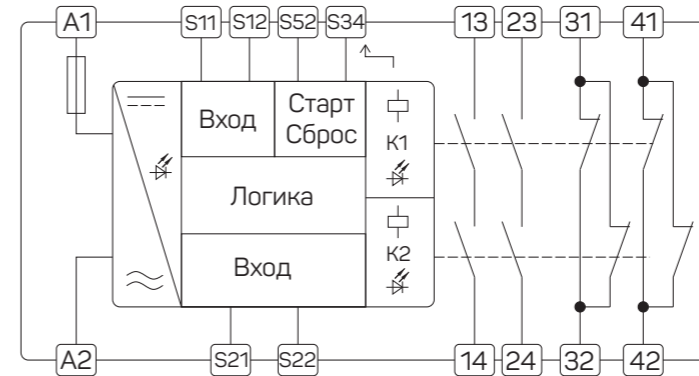 A1 S11 S12 S52 S34 13 23 31 41
Вход
Старт
Сброс
K1
Логика
K2
Вход
A2 S21 S22 14 24 32 42